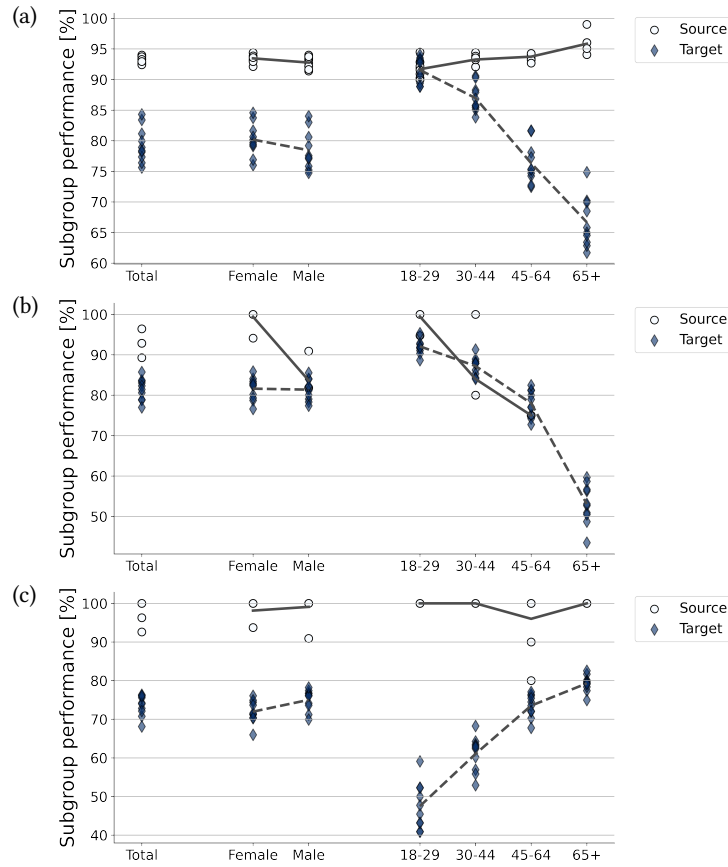 (a)
Subgroup performance [%]
100
95
90
85
80
75
70
65
60
Total Female Male 18-29 30-44 45-64 65+
Source
Target
(b)
Subgroup performance [%]
100
90
80
70
60
50
Total Female Male 18-29 30-44 45-64 65+
Source
Target
(c)
Subgroup performance [%]
100
90
80
70
60
50
40
Total Female Male 18-29 30-44 45-64 65+
Source
Target